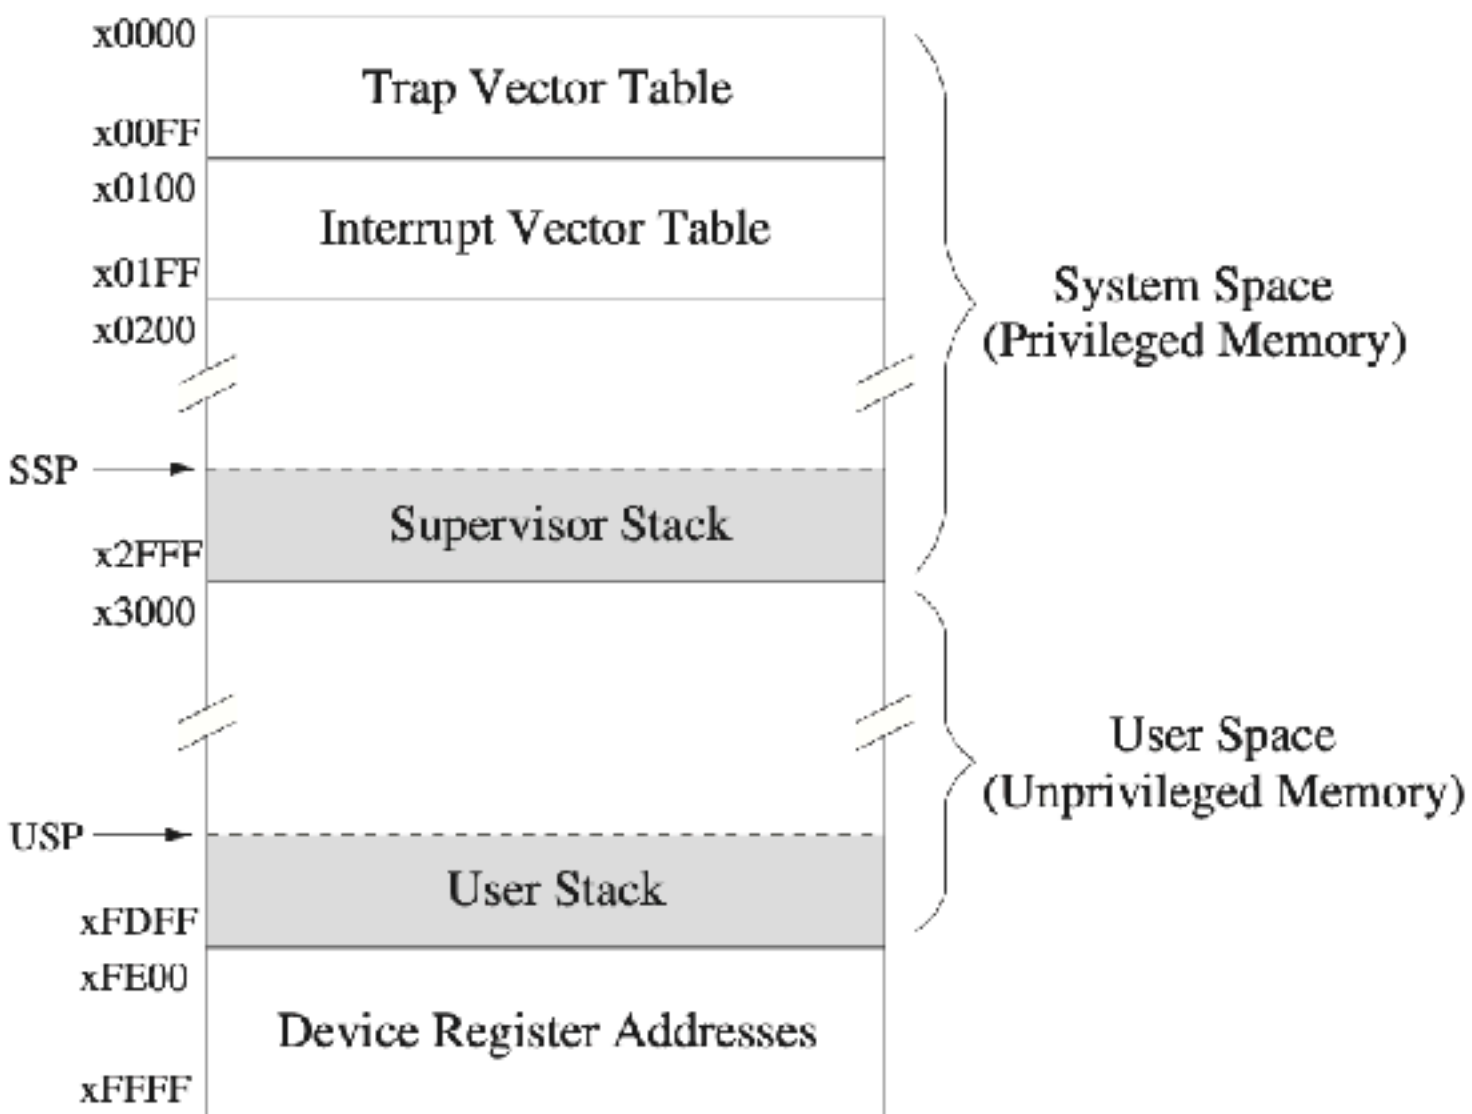 x0000
Trap Vector Table
x00FF
x0100
Interrupt Vector Table
x01FF
x0200
System Space
(Privileged Memory)
SSP
Supervisor Stack
x2FFF
x3000
User Space
(Unprivileged Memory)
USP
User Stack
xFDFF
xFE00
Device Register Addresses
xFFFF